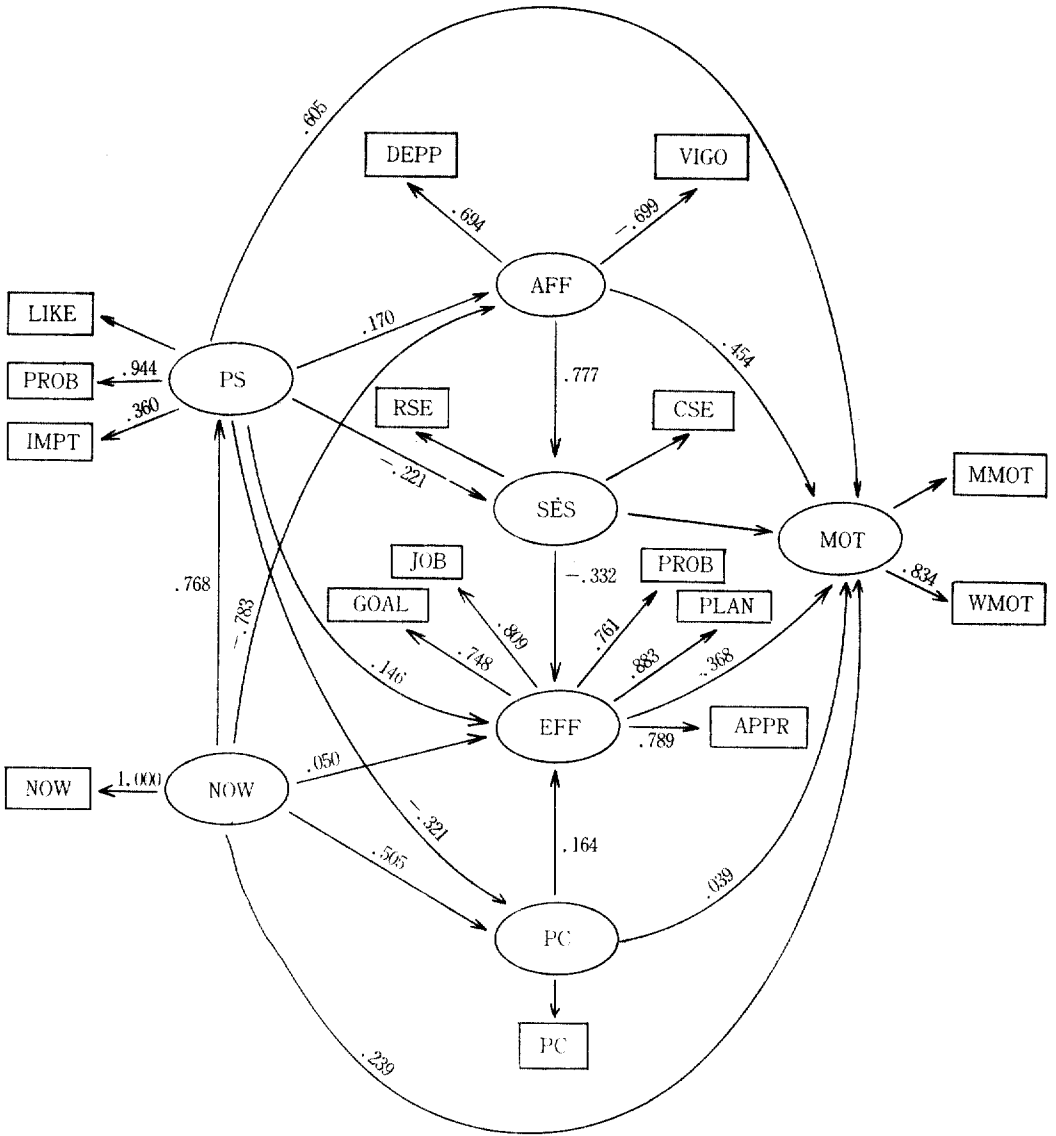 .605
DEPP
VIGO
.694
-.699
AFF
LIKE
.170
PROB
.944
PS
.777
.454
IMPT
.360
RSE
CSE
-.221
SES
MMOT
MOT
JOB
-.332
PROB
.834
GOAL
PLAN
WMOT
.768
-.783
.809
.761
.748
.883
-.368
.146
EFF
APPR
.789
.050
NOW
1.000
NOW
-.321
.505
.164
.039
PC
PC
.239